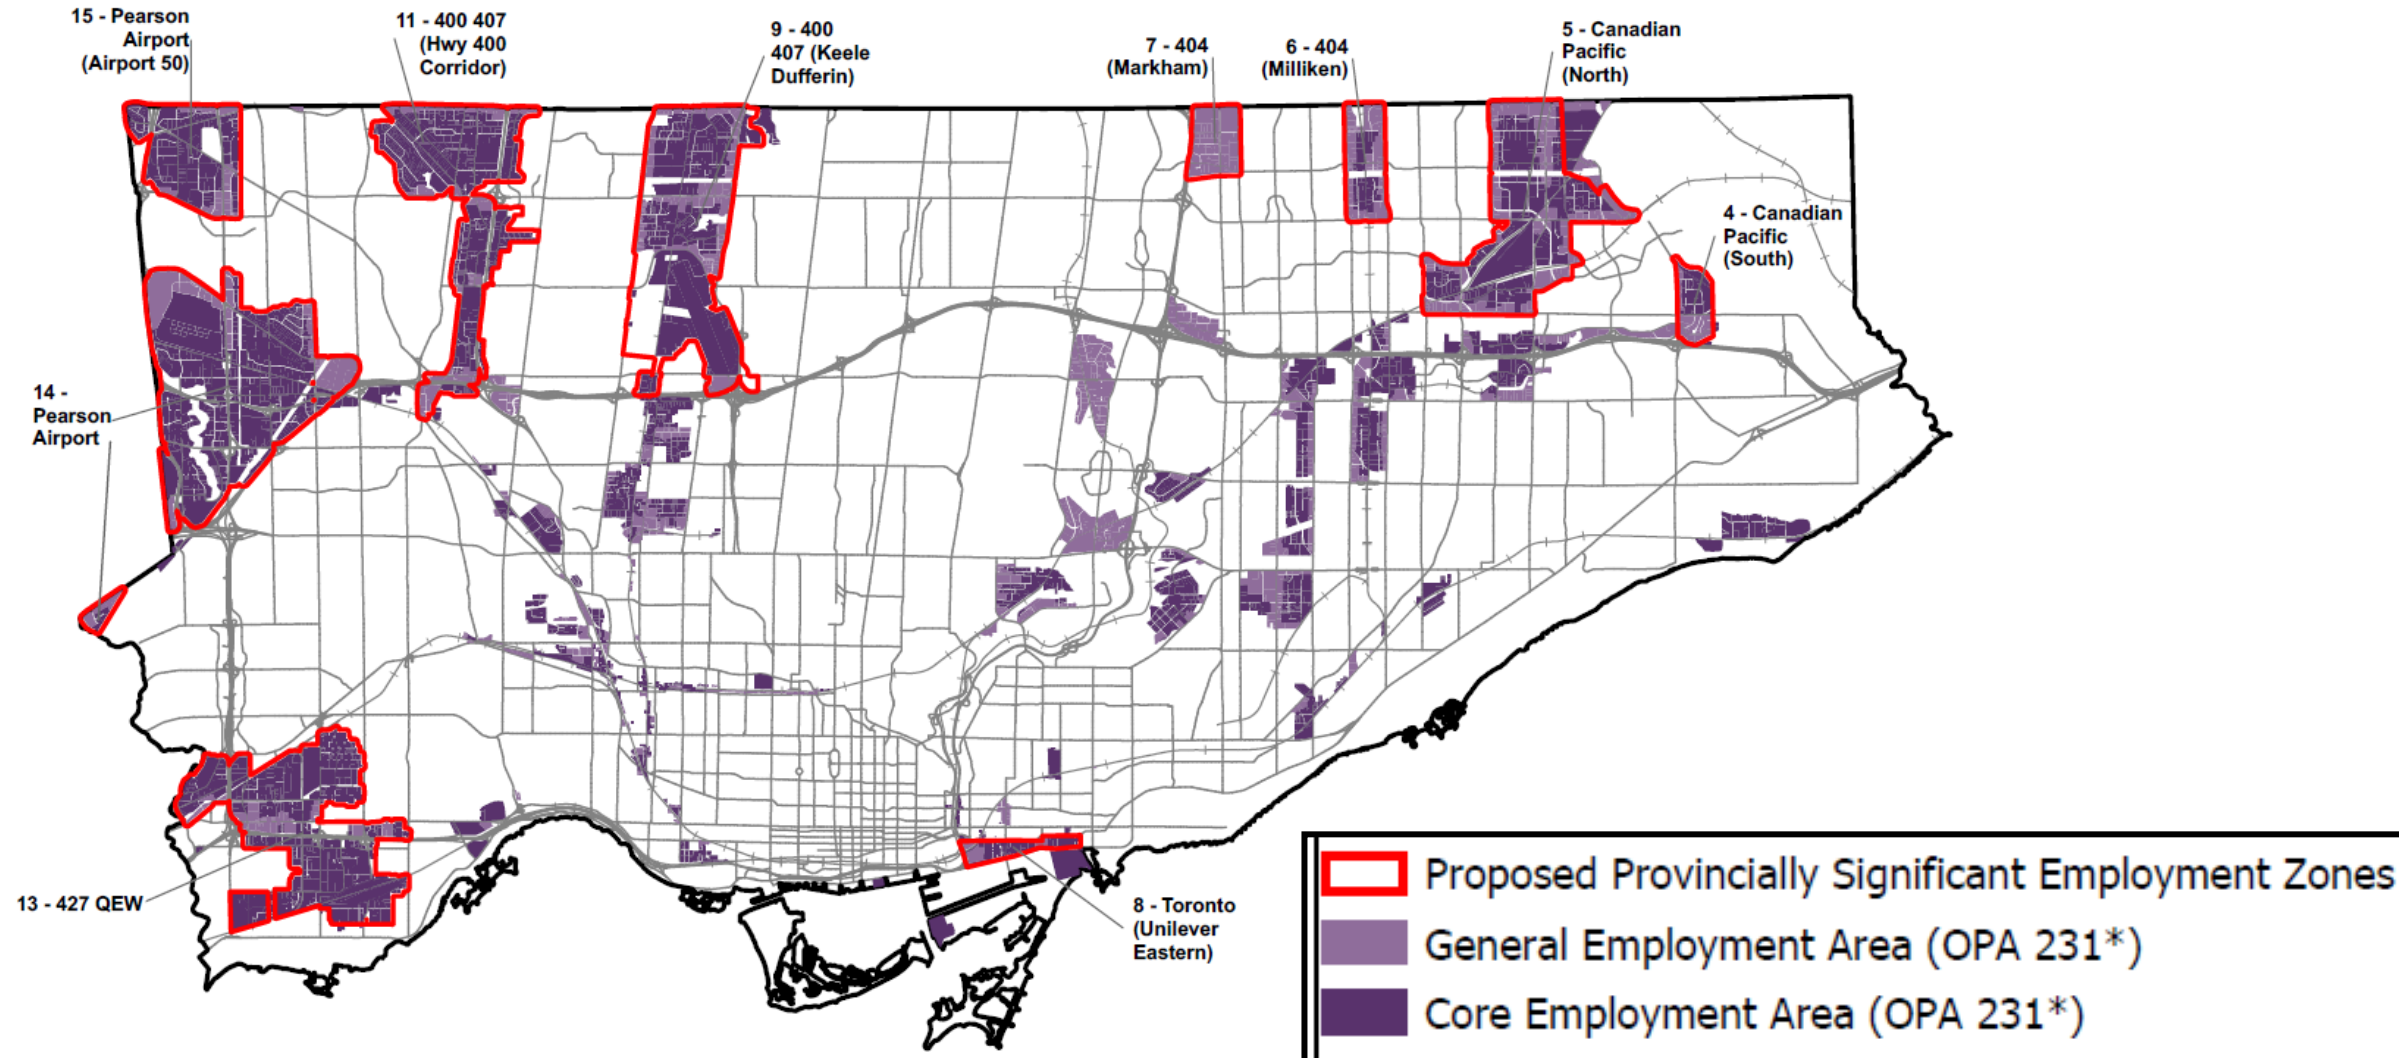 15 - Pearson
Airport
(Airport 50)
11 - 400 407
(Hwy 400
Corridor)
9 - 400
407 (Keele
Dufferin)
7 - 404
(Markham)
6 - 404
(Milliken)
5 - Canadian
Pacific
(North)
4 - Canadian
Pacific
(South)
14 -
Pearson
Airport
13 - 427 QEW
8 - Toronto
(Unilever
Eastern)
Proposed Provincially Significant Employment Zones
General Employment Area (OPA 231*)
Core Employment Area (OPA 231*)